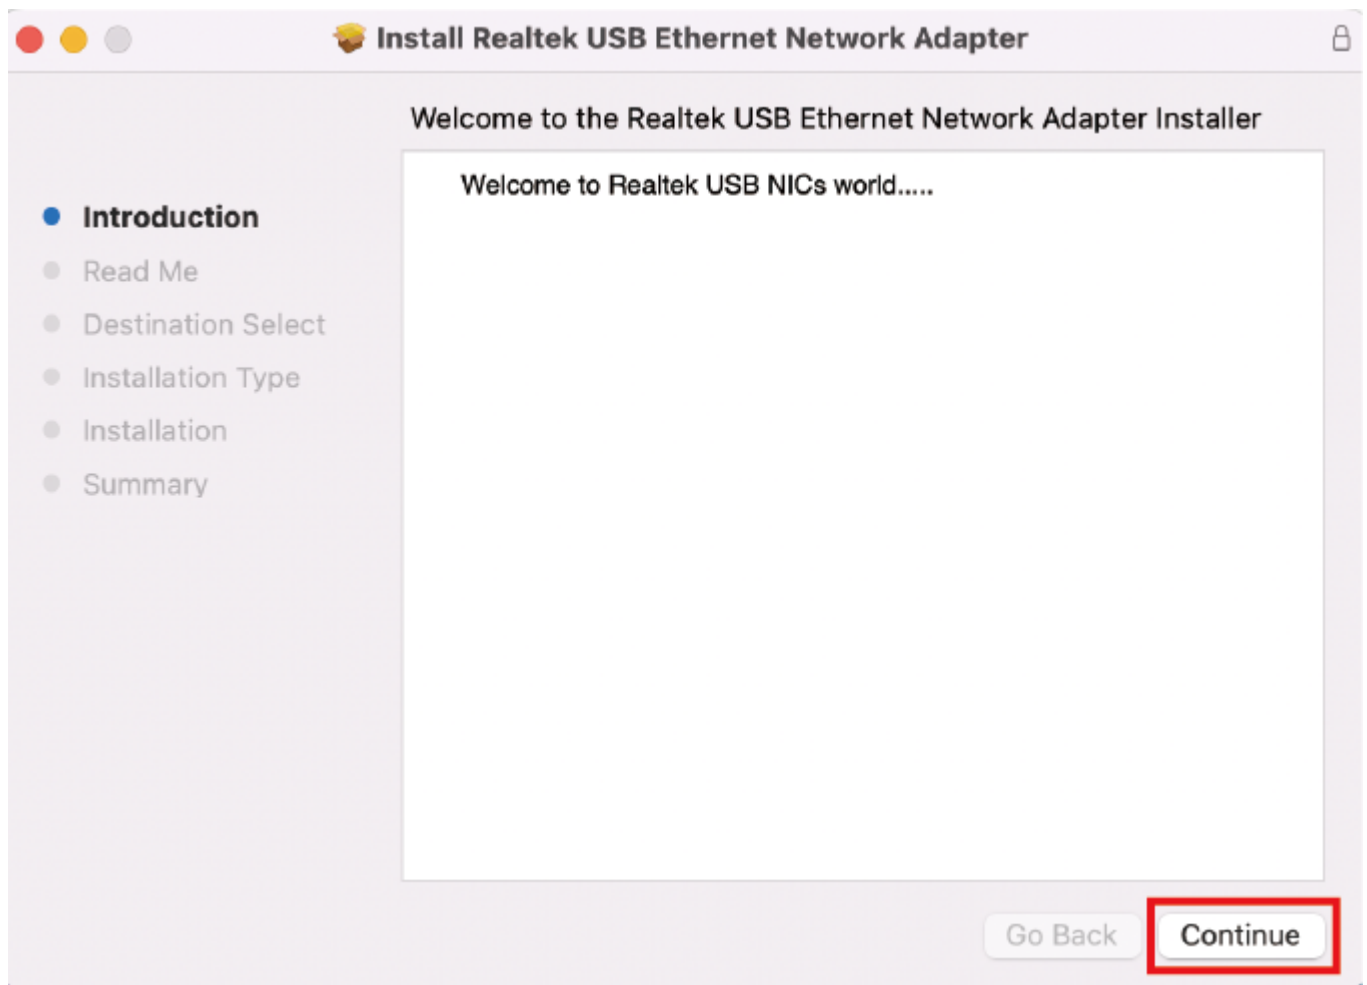 Install Realtek USB Ethernet Network Adapter
Welcome to the Realtek USB Ethernet Network Adapter Installer
Welcome to Realtek USB NICs world.....
Introduction
Read Me
Destination Select
Installation Type
Installation
Summary
Go Back
Continue